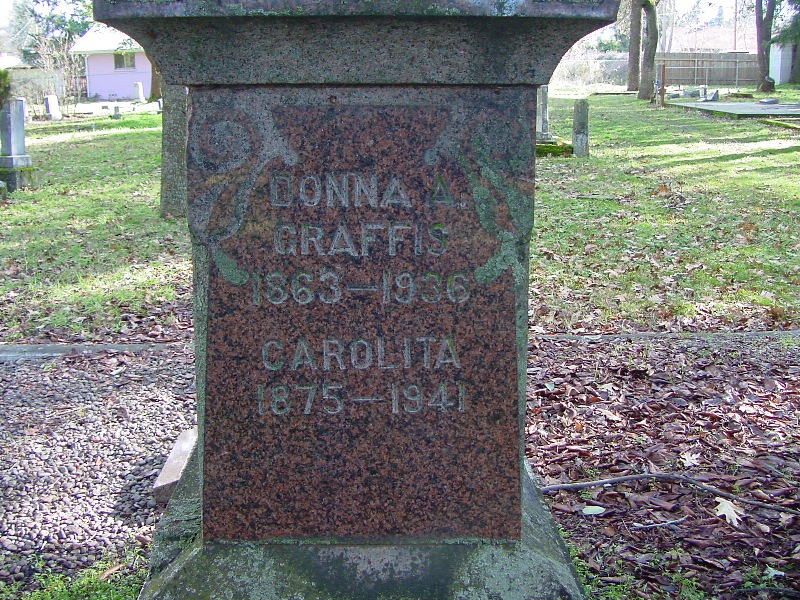 DONNA A.
GRAFFIS
1863—1936
CAROLITA
1875—1941